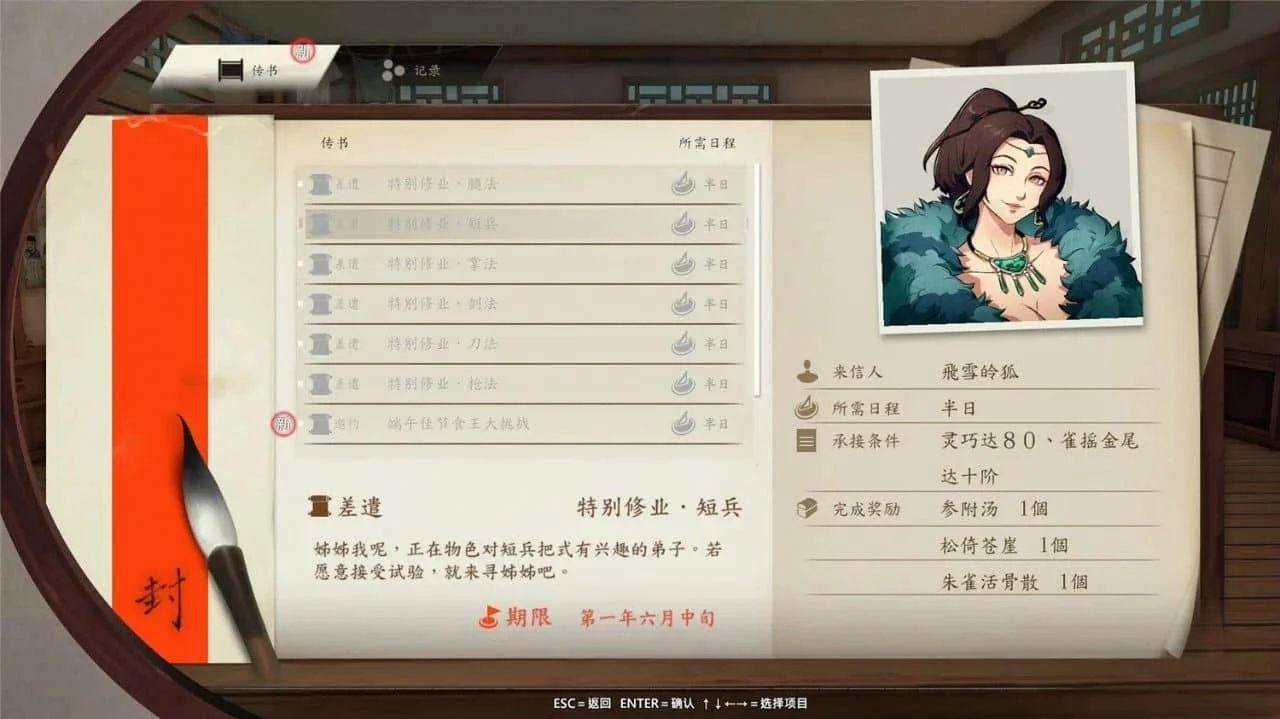 传书 新
记录
传书 所需日程
差遣 特别修业·腿法 半日
差遣 特别修业·短兵 半日
差遣 特别修业·掌法 半日
差遣 特别修业·剑法 半日
差遣 特别修业·刀法 半日
差遣 特别修业·枪法 半日
新 邀约 端午佳节食王大挑战 半日
差遣 特别修业·短兵
姊姊我呢，正在物色对短兵把式有兴趣的弟子。若
愿意接受试验，就来寻姊姊吧。
期限 第一年六月中旬
封
来信人 飛雪皊狐
所需日程 半日
承接条件 灵巧达８０、雀摇金尾
达十阶
完成奖励 参附汤 1個
松倚苍崖 1個
朱雀活骨散 1個
ESC=返回 ENTER=确认 ↑↓←→=选择项目